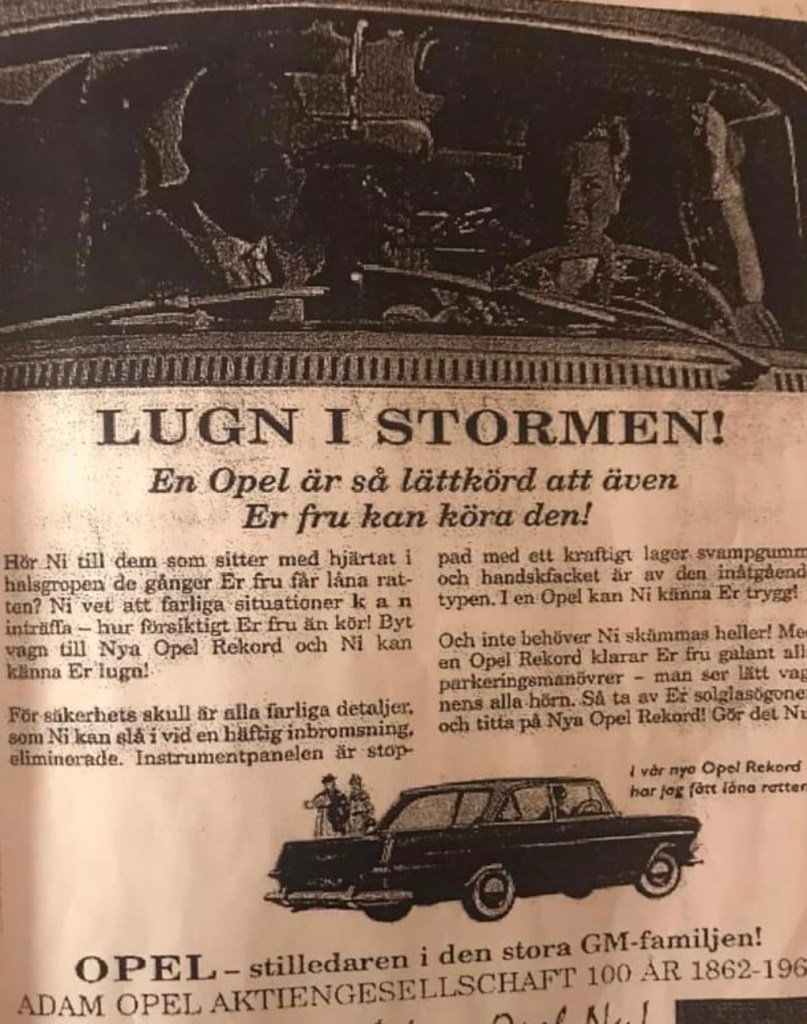 LUGN I STORMEN!
En Opel är så lättkörd att även
Er fru kan köra den!
Hör Ni till dem som sitter med hjärtat i
halsgropen de gånger Er fru får låna rat-
ten? Ni vet att farliga situationer k a n
inträffa – hur försiktigt Er fru än kör! Byt
vagn till Nya Opel Rekord och Ni kan
känna Er lugn!
För säkerhets skull är alla farliga detaljer,
som Ni kan slå i vid en häftig inbromsning,
eliminerade. Instrumentpanelen är stop-
pad med ett kraftigt lager svampgumm
och handskfacket är av den inåtgåend
typen. I en Opel kan Ni känna Er trygg!
Och inte behöver Ni skämmas heller! Me
en Opel Rekord klarar Er fru galant all
parkeringsmanövrer – man ser lätt vag
nens alla hörn. Så ta av Er solglasögone
och titta på Nya Opel Rekord! Gör det Nu
I vår nya Opel Rekord
har jag fått låna ratten
OPEL – stilledaren i den stora GM-familjen!
ADAM OPEL AKTIENGESELLSCHAFT 100 ÅR 1862-196
Opel Nu!